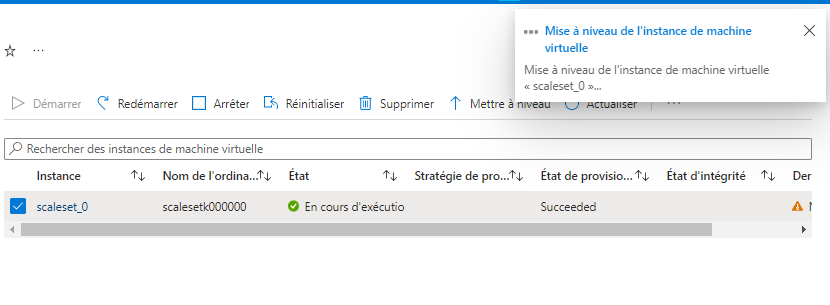 Mise à niveau de l'instance de machine
virtuelle
Mise à niveau de l'instance de machine virtuelle
« scaleset_0 »...
Démarrer Redémarrer Arrêter Réinitialiser Supprimer Mettre à niveau Actualiser
Rechercher des instances de machine virtuelle
Instance Nom de l'ordina... État Stratégie de pro... État de provisio... État d'intégrité Der
scaleset_0 scalesetk000000 En cours d'exécutio Succeeded